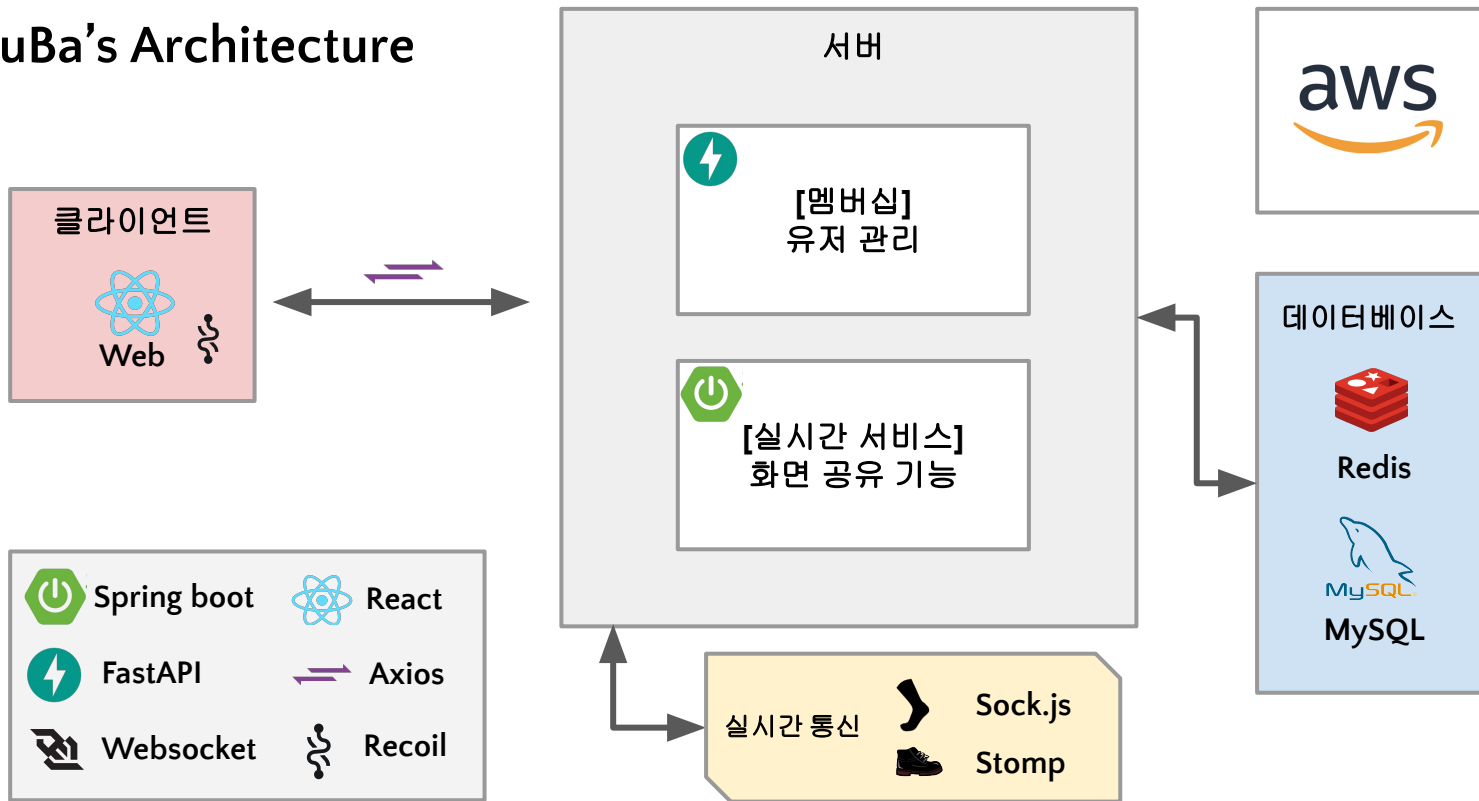 uBa's Architecture
서버
aws
[멤버십]
유저 관리
클라이언트
Web
데이터베이스
Redis
MySQL
MySQL
[실시간 서비스]
화면 공유 기능
Spring boot
React
FastAPI
Axios
Websocket
Recoil
실시간 통신
Sock.js
Stomp